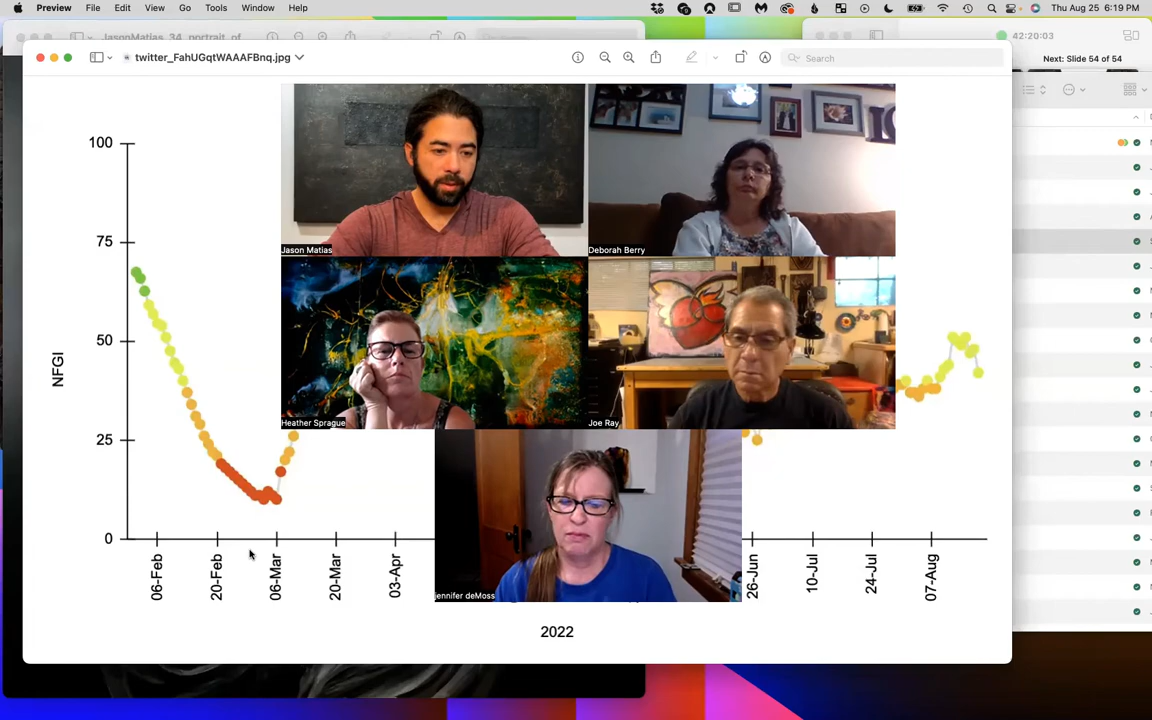 Preview File Edit View Go Tools Window Help Thu Aug 25 6:19 PM
JasonMatias_34_portrait_of
42:20:03
twitter_FahUGqtWAAAFBnq.jpg Search
Next: Slide 54 of 54
100
75
50
25
0
NFGI
Jason Matias
Deborah Berry
Heather Sprague
Joe Ray
jennifer deMoss
06-Feb 20-Feb 06-Mar 20-Mar 03-Apr 26-Jun 10-Jul 24-Jul 07-Aug
2022